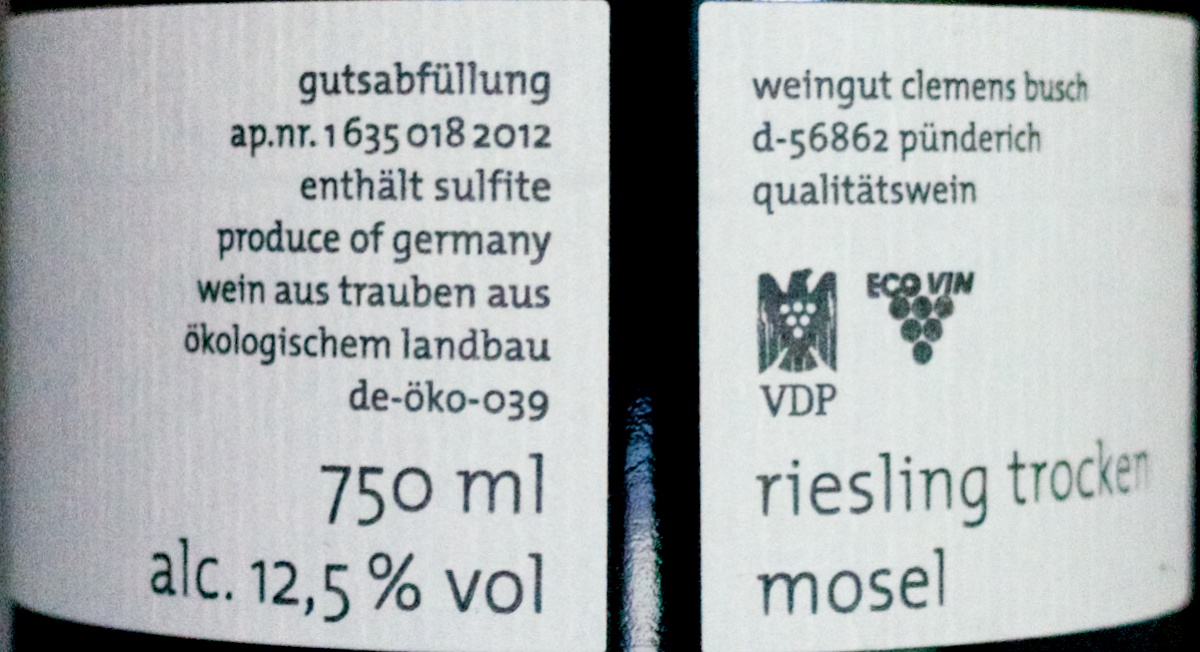 gutsabfüllung
ap.nr. 1 635 018 2012
enthält sulfite
produce of germany
wein aus trauben aus
ökologischem landbau
de-öko-039
750 ml
alc. 12,5 % vol
weingut clemens busch
d-56862 pünderich
qualitätswein
ECO VIN
VDP
riesling trocken
mosel